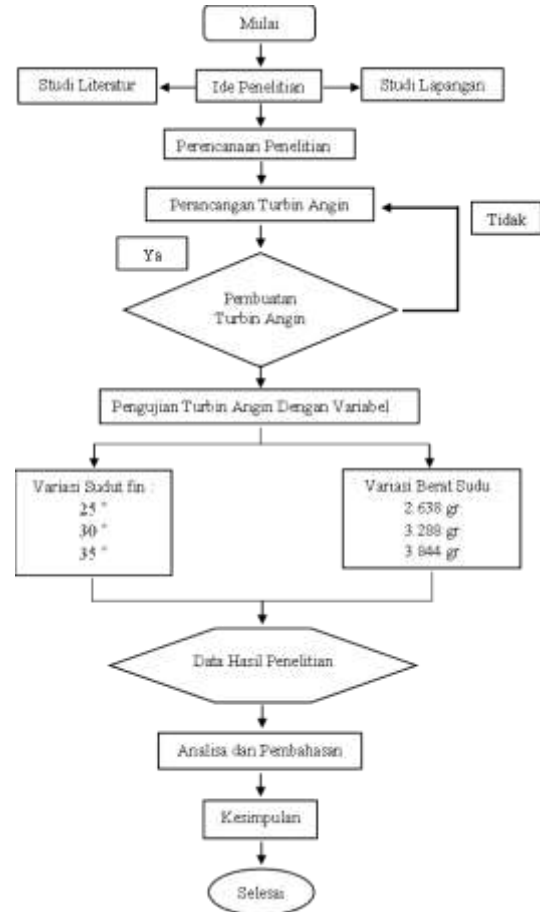 Mulai
Studi Literatur
Ide Penelitian
Studi Lapangan
Perencanaan Penelitian
Perancangan Turbin Angin
Tidak
Ya
Pembuatan
Turbin Angin
Pengujian Turbin Angin Dengan Variabel
Variasi Sudut fin :
25 °
30 °
35 °
Variasi Berat Sudu :
2.638 gr
3.288 gr
3.844 gr
Data Hasil Penelitian
Analisa dan Pembahasan
Kesimpulan
Selesai